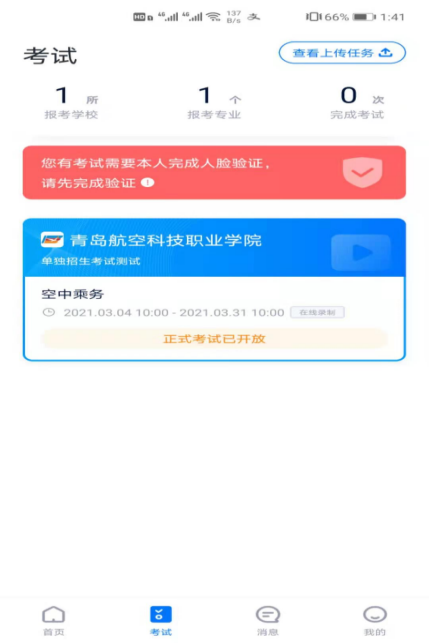 HD 46 46 137 B/s 66% 1:41
考试
查看上传任务
1 所
1 个
0 次
报考学校
报考专业
完成考试
您有考试需要本人完成人脸验证，
请先完成验证
青岛航空科技职业学院
单独招生考试测试
空中乘务
2021.03.04 10:00 - 2021.03.31 10:00 在线录制
正式考试已开放
首页
考试
消息
我的